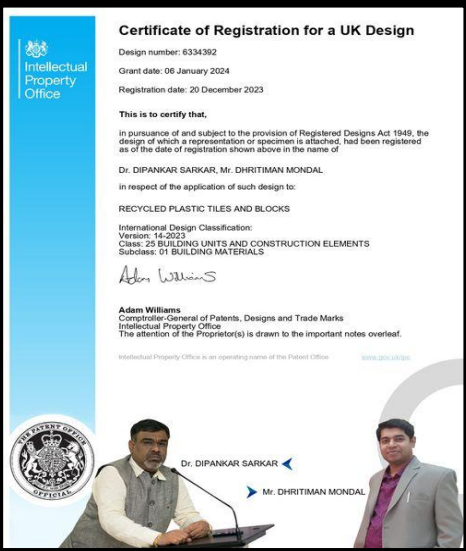 Intellectual
Property
Office
Certificate of Registration for a UK Design
Design number: 6334392
Grant date: 06 January 2024
Registration date: 20 December 2023
This is to certify that,
in pursuance of and subject to the provision of Registered Designs Act 1949, the
design of which a representation or specimen is attached, had been registered
as of the date of registration shown above in the name of
Dr. DIPANKAR SARKAR, Mr. DHRITIMAN MONDAL
in respect of the application of such design to:
RECYCLED PLASTIC TILES AND BLOCKS
International Design Classification:
Version: 14-2023
Class: 25 BUILDING UNITS AND CONSTRUCTION ELEMENTS
Subclass: 01 BUILDING MATERIALS
Adam Williams
Adam Williams
Comptroller-General of Patents, Designs and Trade Marks
Intellectual Property Office
The attention of the Proprietor(s) is drawn to the important notes overleaf.
Intellectual Property Office is an operating name of the Patent Office www.gov.uk/ipo
THE PATENT OFFICE
OFFICIAL
Dr. DIPANKAR SARKAR
Mr. DHRITIMAN MONDAL